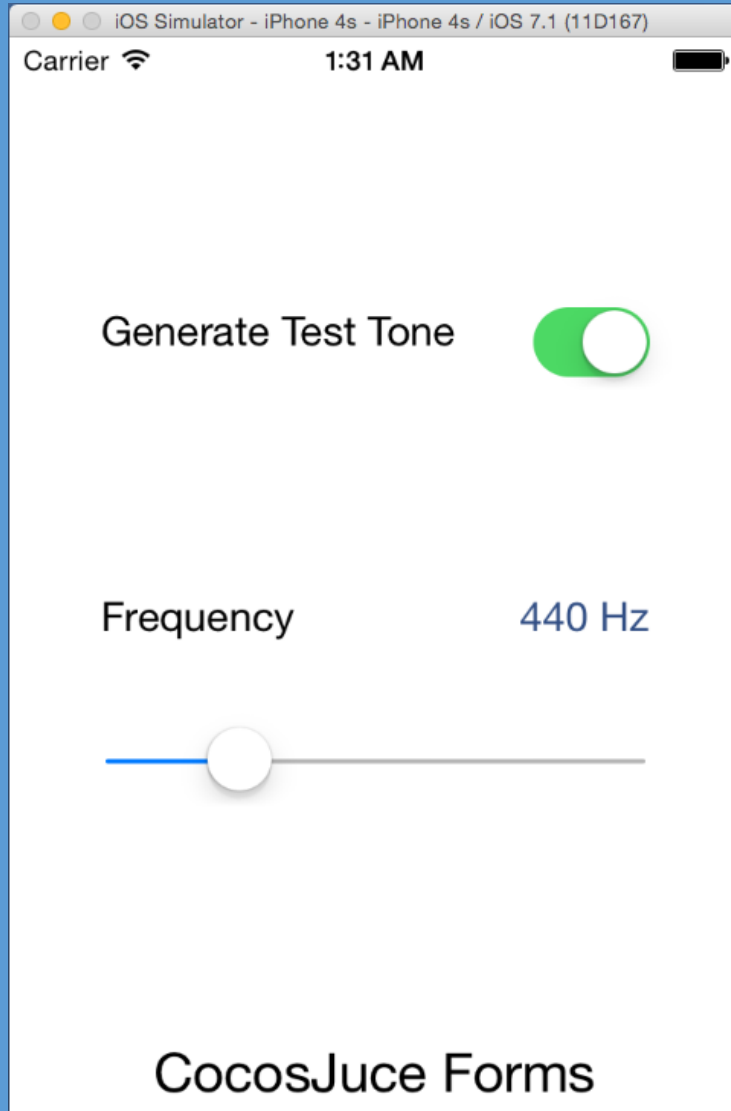 iOS Simulator - iPhone 4s - iPhone 4s / iOS 7.1 (11D167)
Carrier 1:31 AM
Generate Test Tone
Frequency 440 Hz
CocosJuce Forms